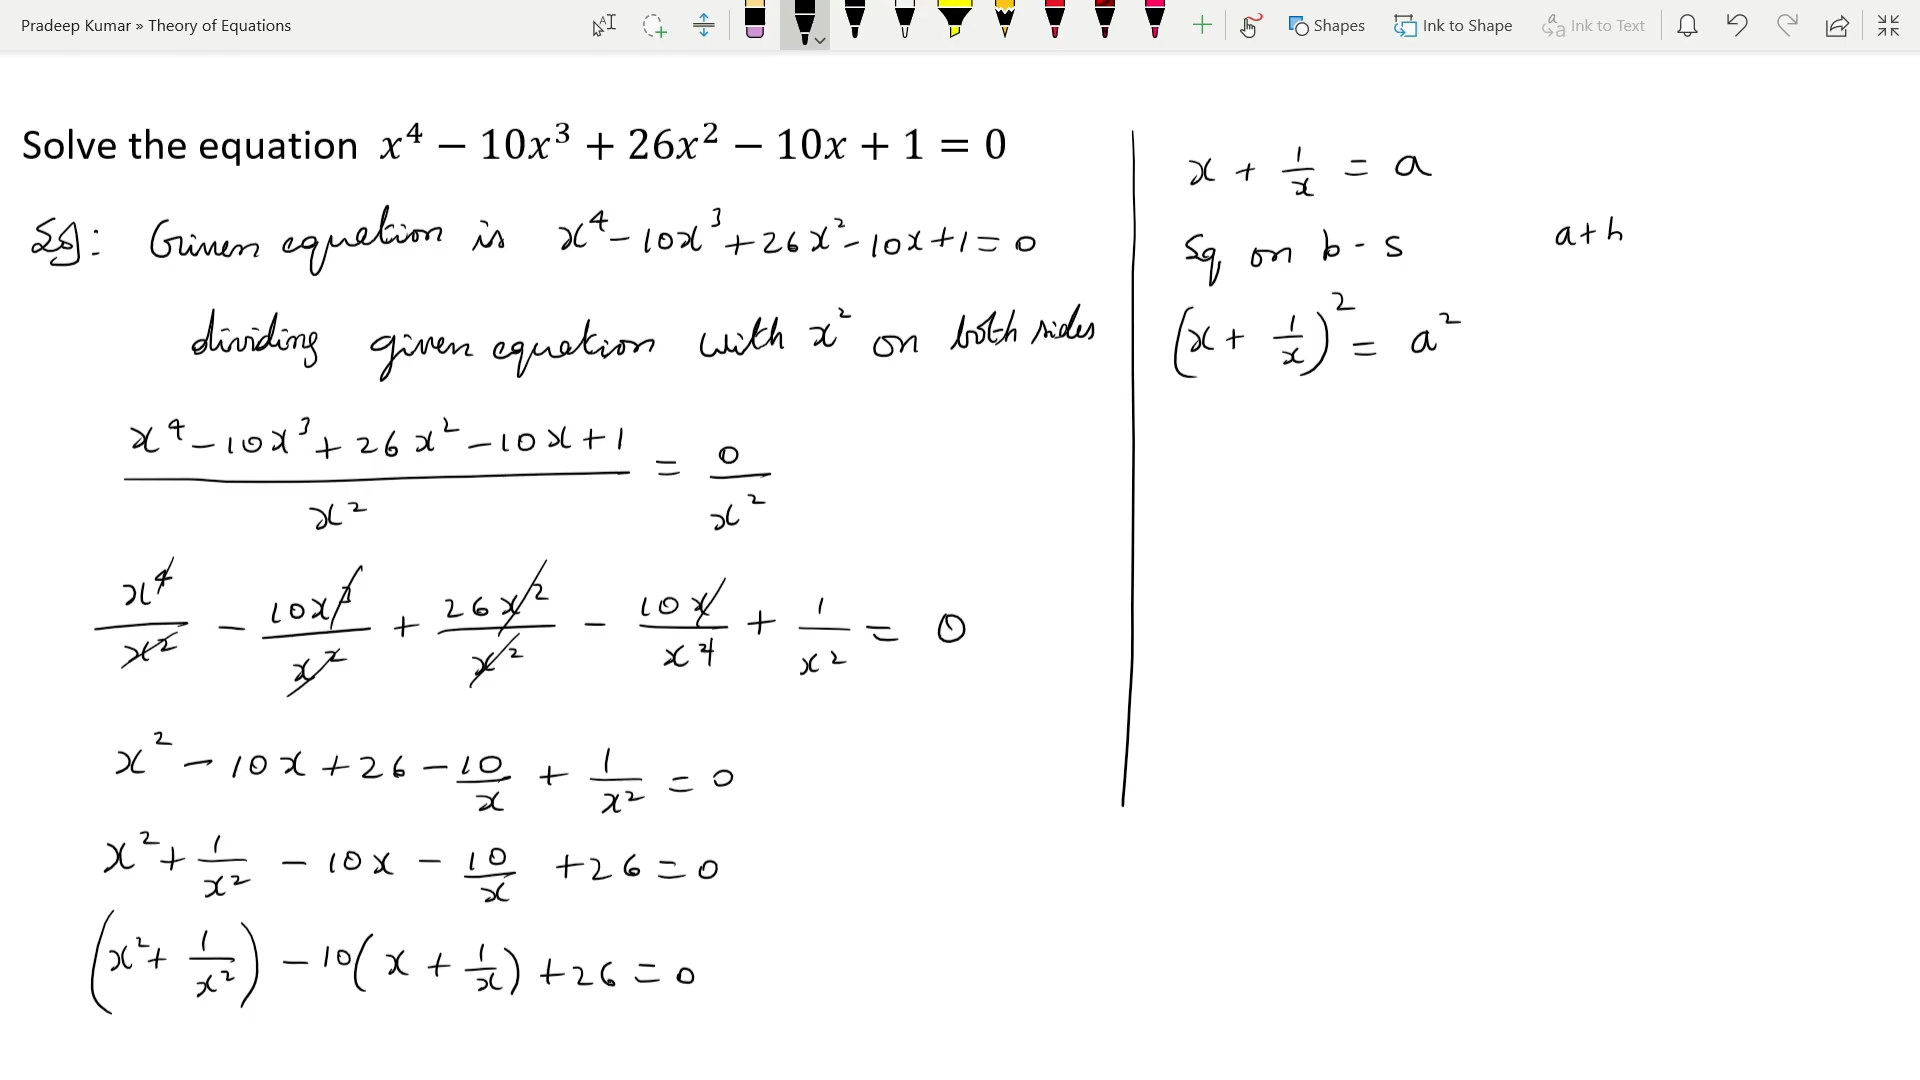 Pradeep Kumar » Theory of Equations
Shapes
Ink to Shape
Ink to Text
Solve the equation x⁴ − 10x³ + 26x² − 10x + 1 = 0
Sol: Given equation is x⁴ - 10x³ + 26x² - 10x + 1 = 0
dividing given equation with x² on both sides
(x⁴ - 10x³ + 26x² - 10x + 1)/x² = 0/x²
x⁴/x² - 10x³/x² + 26x²/x² - 10x/x² + 1/x² = 0
x² - 10x + 26 - 10/x + 1/x² = 0
x² + 1/x² - 10x - 10/x + 26 = 0
(x² + 1/x²) - 10(x + 1/x) + 26 = 0
x + 1/x = a
Sq on b-s
a+h
(x + 1/x)² = a²